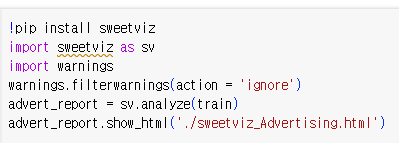 !pip install sweetviz
import sweetviz as sv
import warnings
warnings.filterwarnings(action = 'ignore')
advert_report = sv.analyze(train)
advert_report.show_html('./sweetviz_Advertising.html')